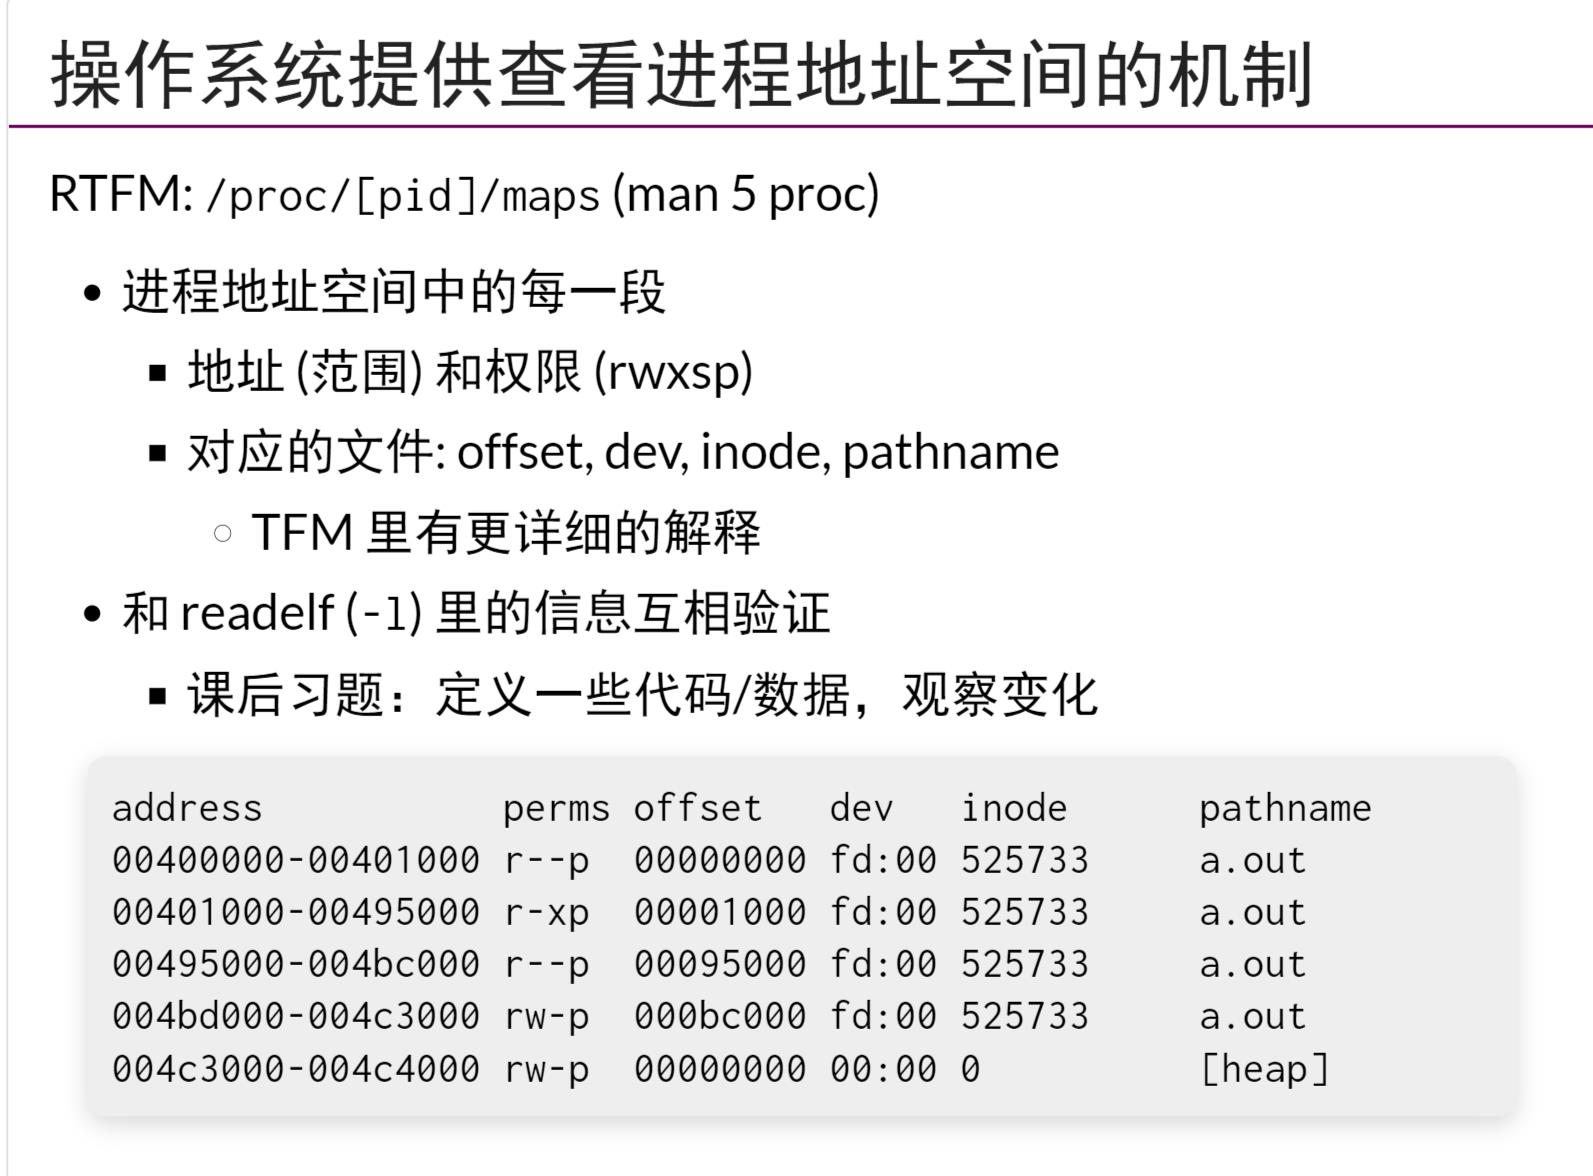 操作系统提供查看进程地址空间的机制
RTFM: /proc/[pid]/maps (man 5 proc)
进程地址空间中的每一段
地址 (范围) 和权限 (rwxsp)
对应的文件: offset, dev, inode, pathname
TFM 里有更详细的解释
和 readelf (-l) 里的信息互相验证
课后习题：定义一些代码/数据，观察变化
address perms offset dev inode pathname
00400000-00401000 r--p 00000000 fd:00 525733 a.out
00401000-00495000 r-xp 00001000 fd:00 525733 a.out
00495000-004bc000 r--p 00095000 fd:00 525733 a.out
004bd000-004c3000 rw-p 000bc000 fd:00 525733 a.out
004c3000-004c4000 rw-p 00000000 00:00 0 [heap]